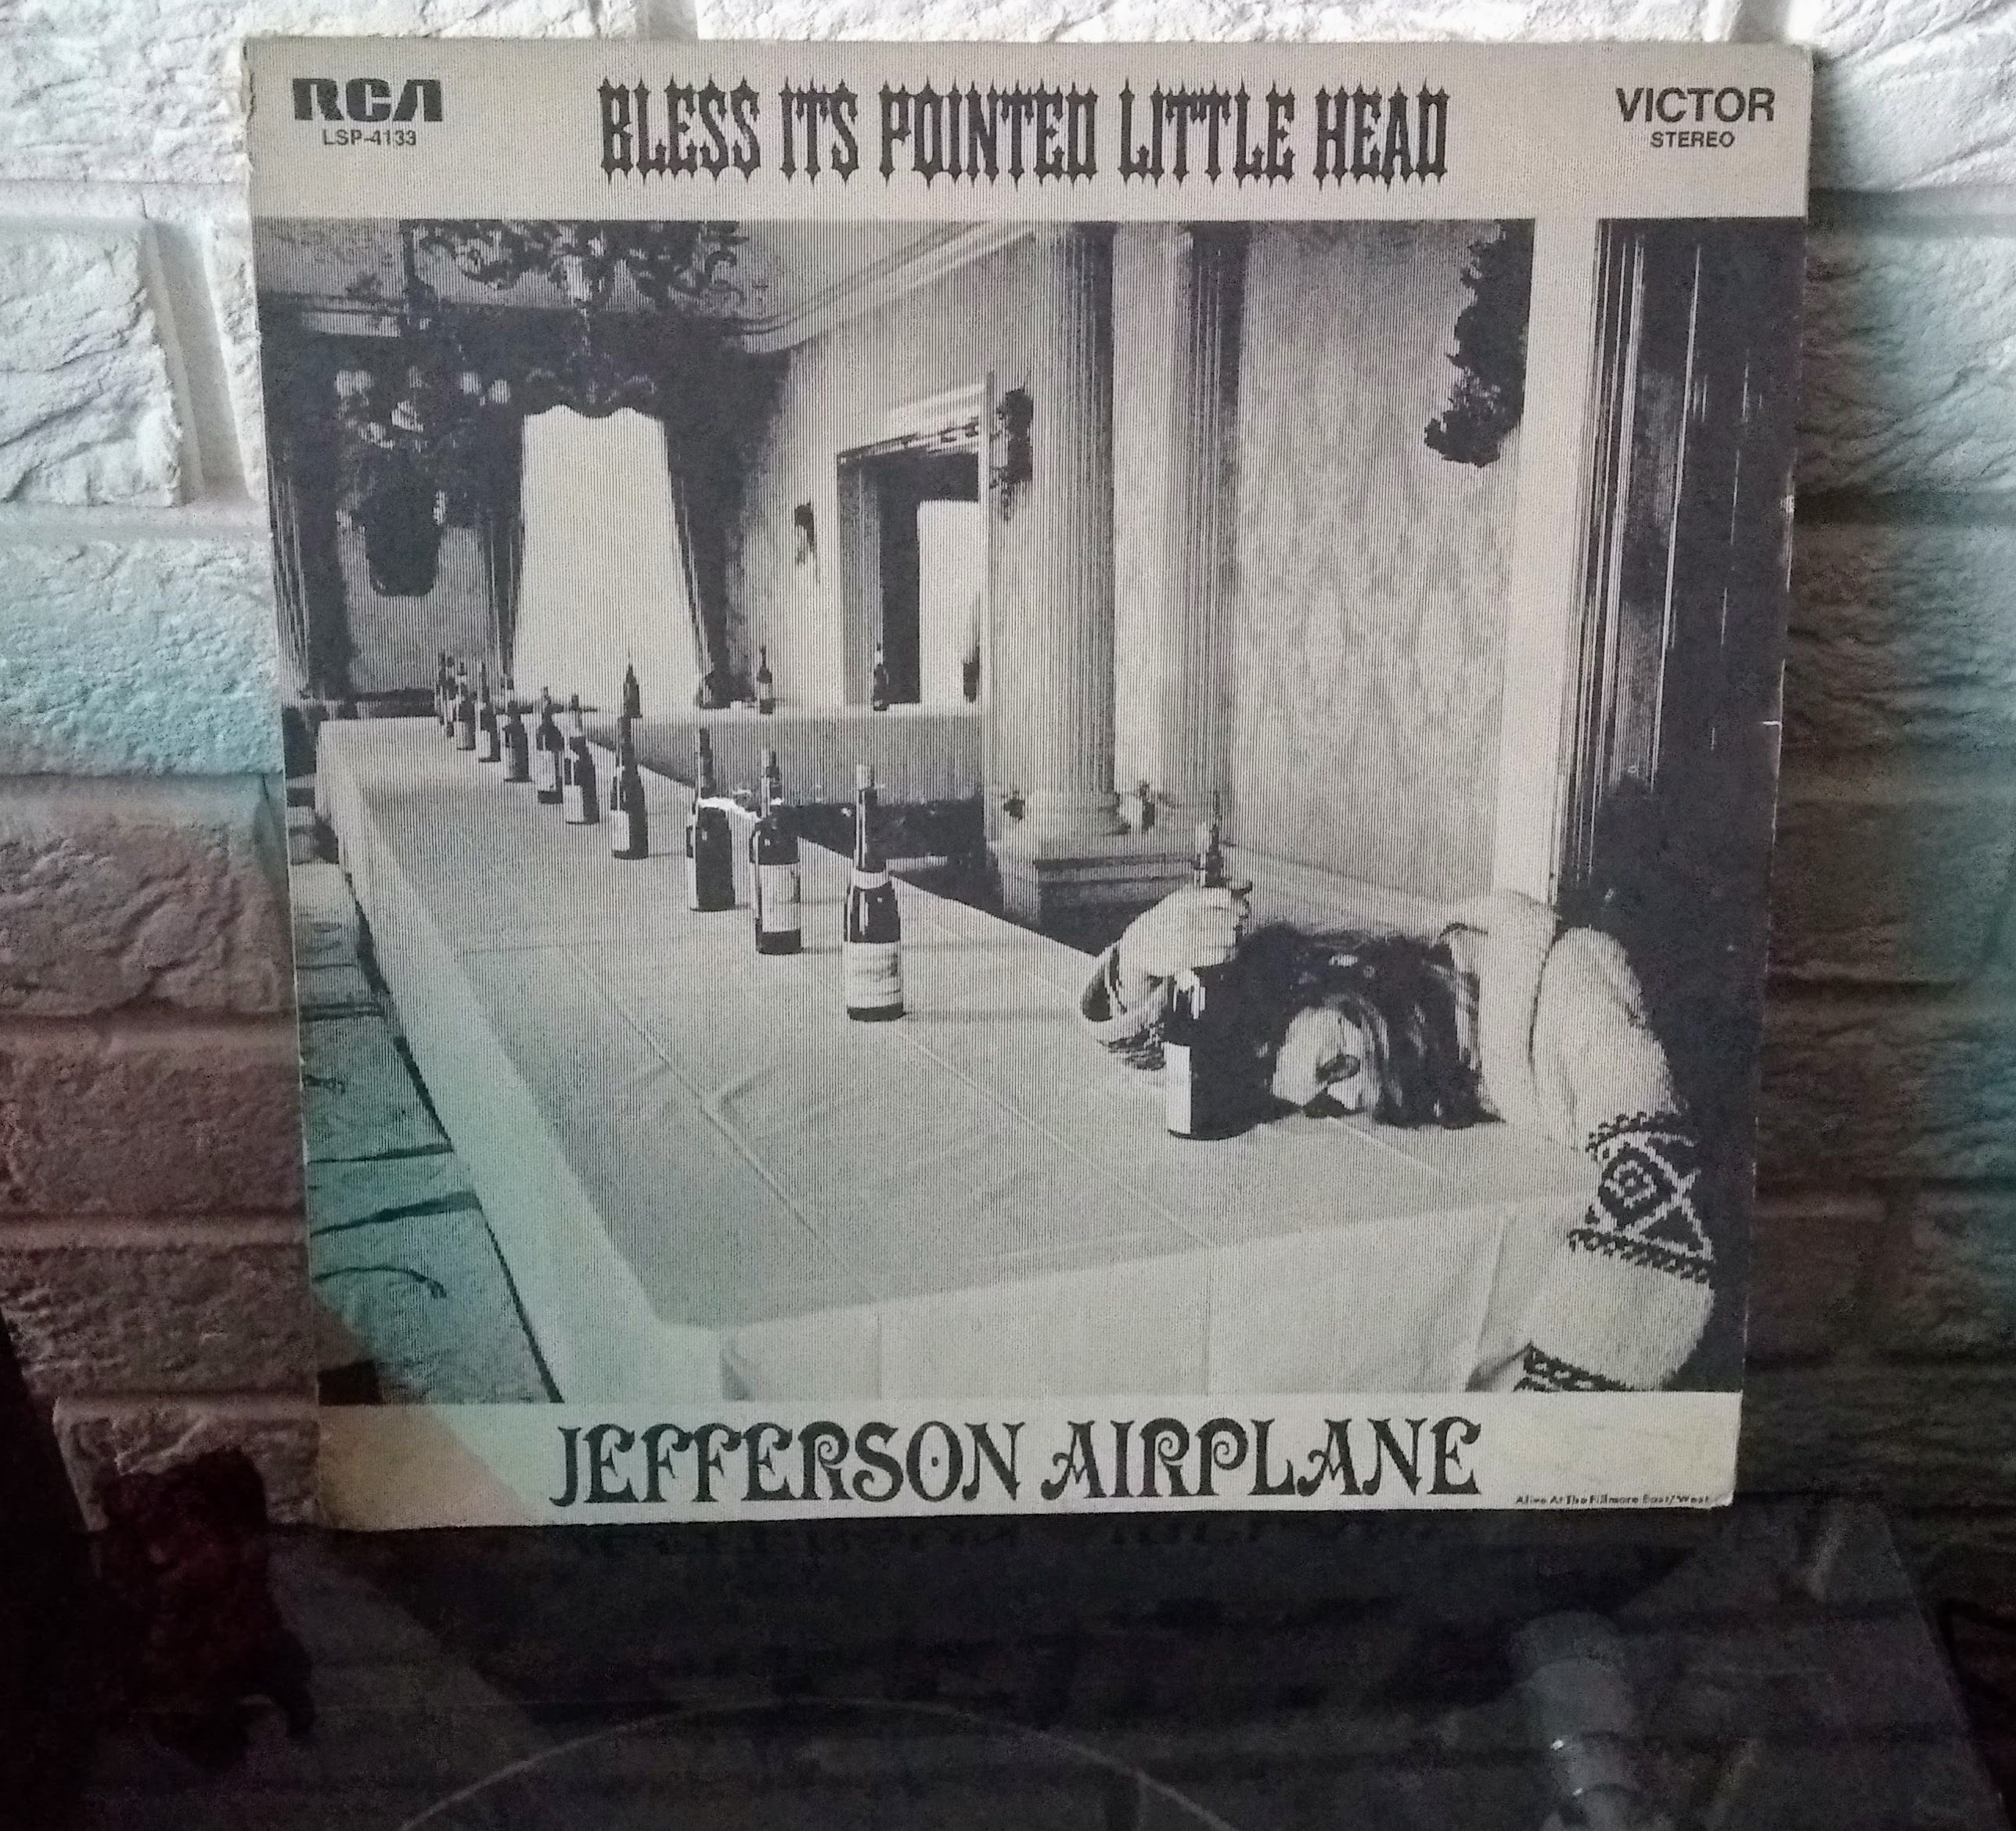 RCA
LSP-4133
BLESS ITS POINTED LITTLE HEAD
VICTOR
STEREO
JEFFERSON AIRPLANE
Alive At The Fillmore East/West